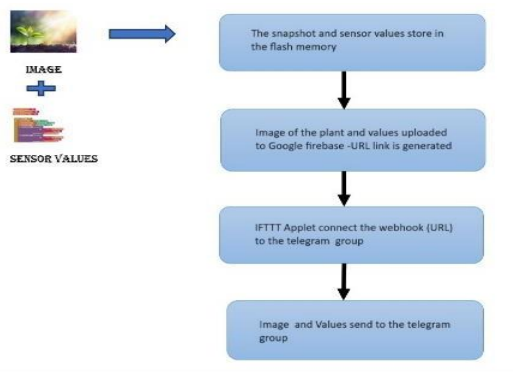 IMAGE
SENSOR VALUES
The snapshot and sensor values store in
the flash memory
Image of the plant and values uploaded
to Google firebase -URL link is generated
IFTTT Applet connect the webhook (URL)
to the telegram group
Image and Values send to the telegram
group